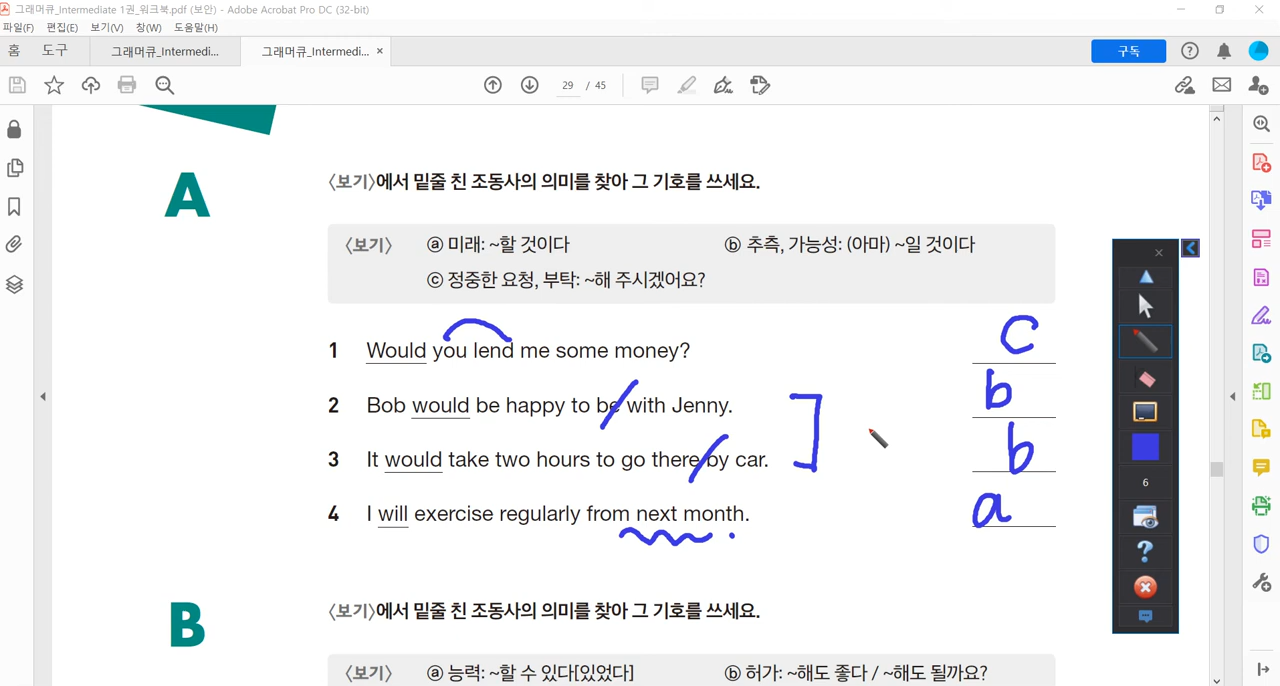 그래머큐_Intermediate 1권_워크북.pdf (보안) - Adobe Acrobat Pro DC (32-bit)
파일(F) 편집(E) 보기(V) 창(W) 도움말(H)
홈 도구 그래머큐_Intermedi... 그래머큐_Intermedi... × 구독
29 / 45
A
〈보기〉에서 밑줄 친 조동사의 의미를 찾아 그 기호를 쓰세요.
〈보기〉 ⓐ 미래: ~할 것이다 ⓑ 추측, 가능성: (아마) ~일 것이다
ⓒ 정중한 요청, 부탁: ~해 주시겠어요?
1 Would you lend me some money? c
2 Bob would be happy to be with Jenny. b
3 It would take two hours to go there by car. b
4 I will exercise regularly from next month. a
6
B
〈보기〉에서 밑줄 친 조동사의 의미를 찾아 그 기호를 쓰세요.
〈보기〉 ⓐ 능력: ~할 수 있다[있었다] ⓑ 허가: ~해도 좋다 / ~해도 될까요?